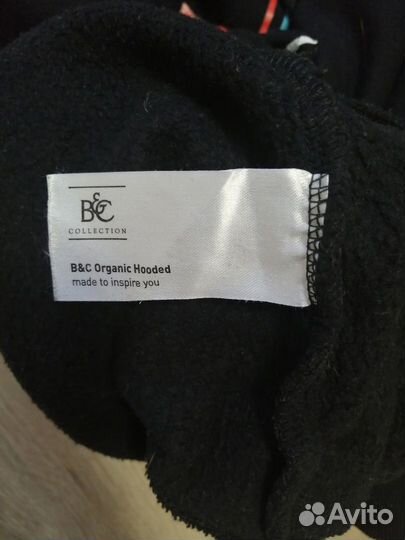 B&C
COLLECTION
B&C Organic Hooded
made to inspire you
Avito